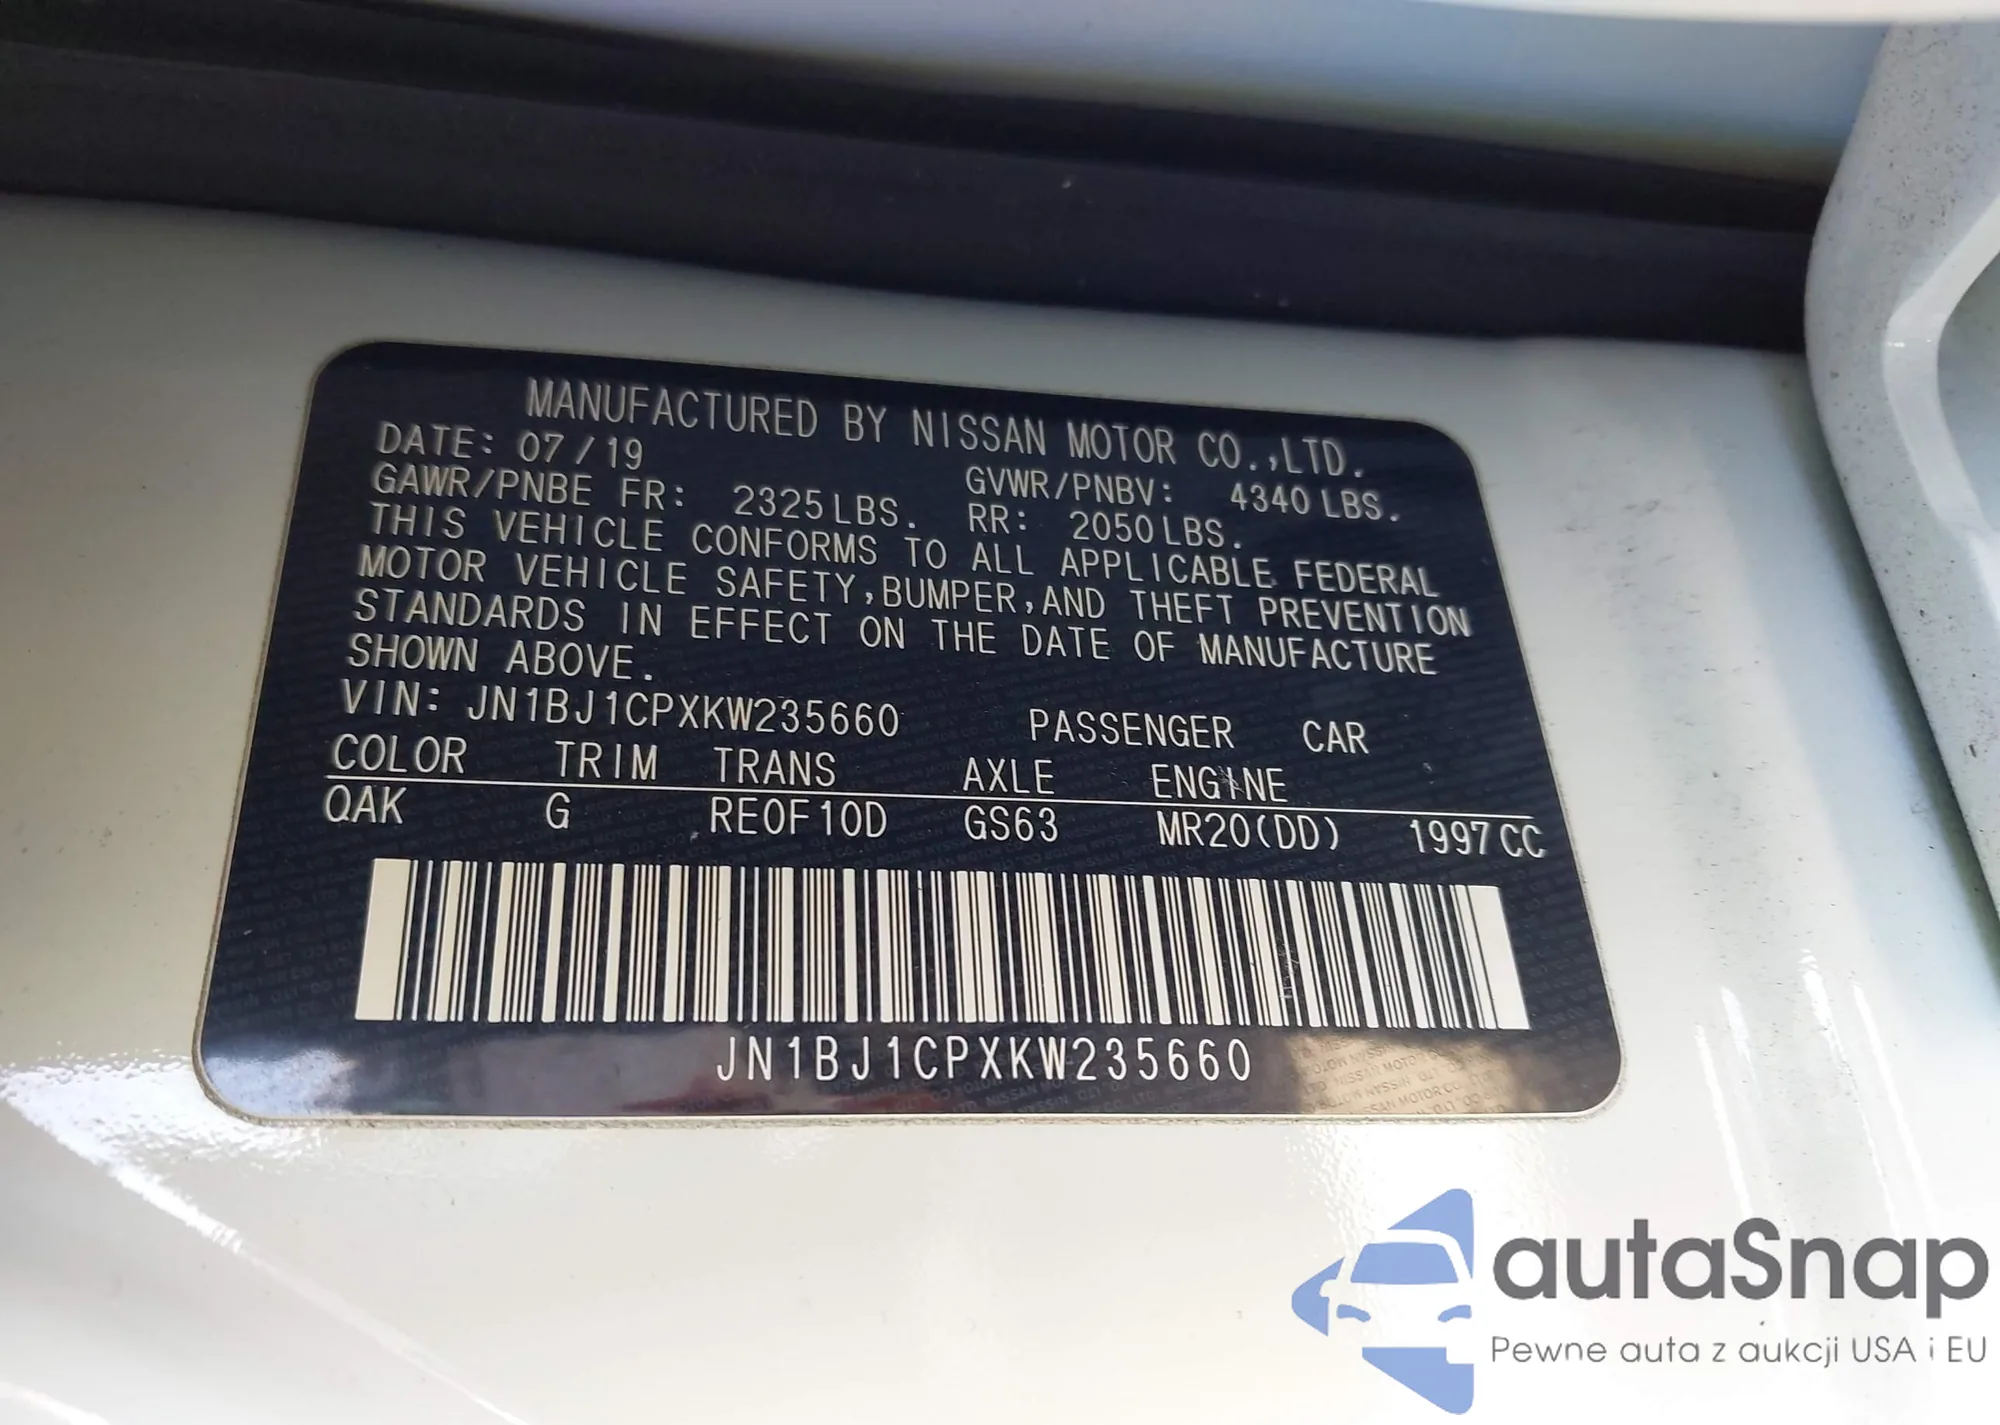 MANUFACTURED BY NISSAN MOTOR CO.,LTD.
DATE: 07/19
GVWR/PNBV: 4340 LBS.
GAWR/PNBE FR: 2325 LBS. RR: 2050 LBS.
THIS VEHICLE CONFORMS TO ALL APPLICABLE FEDERAL
MOTOR VEHICLE SAFETY,BUMPER,AND THEFT PREVENTION
STANDARDS IN EFFECT ON THE DATE OF MANUFACTURE
SHOWN ABOVE.
VIN: JN1BJ1CPXKW235660 PASSENGER CAR
COLOR TRIM TRANS AXLE ENGINE
QAK G RE0F10D GS63 MR20(DD) 1997 CC
JN1BJ1CPXKW235660
autaSnap
Pewne auta z aukcji USA i EU